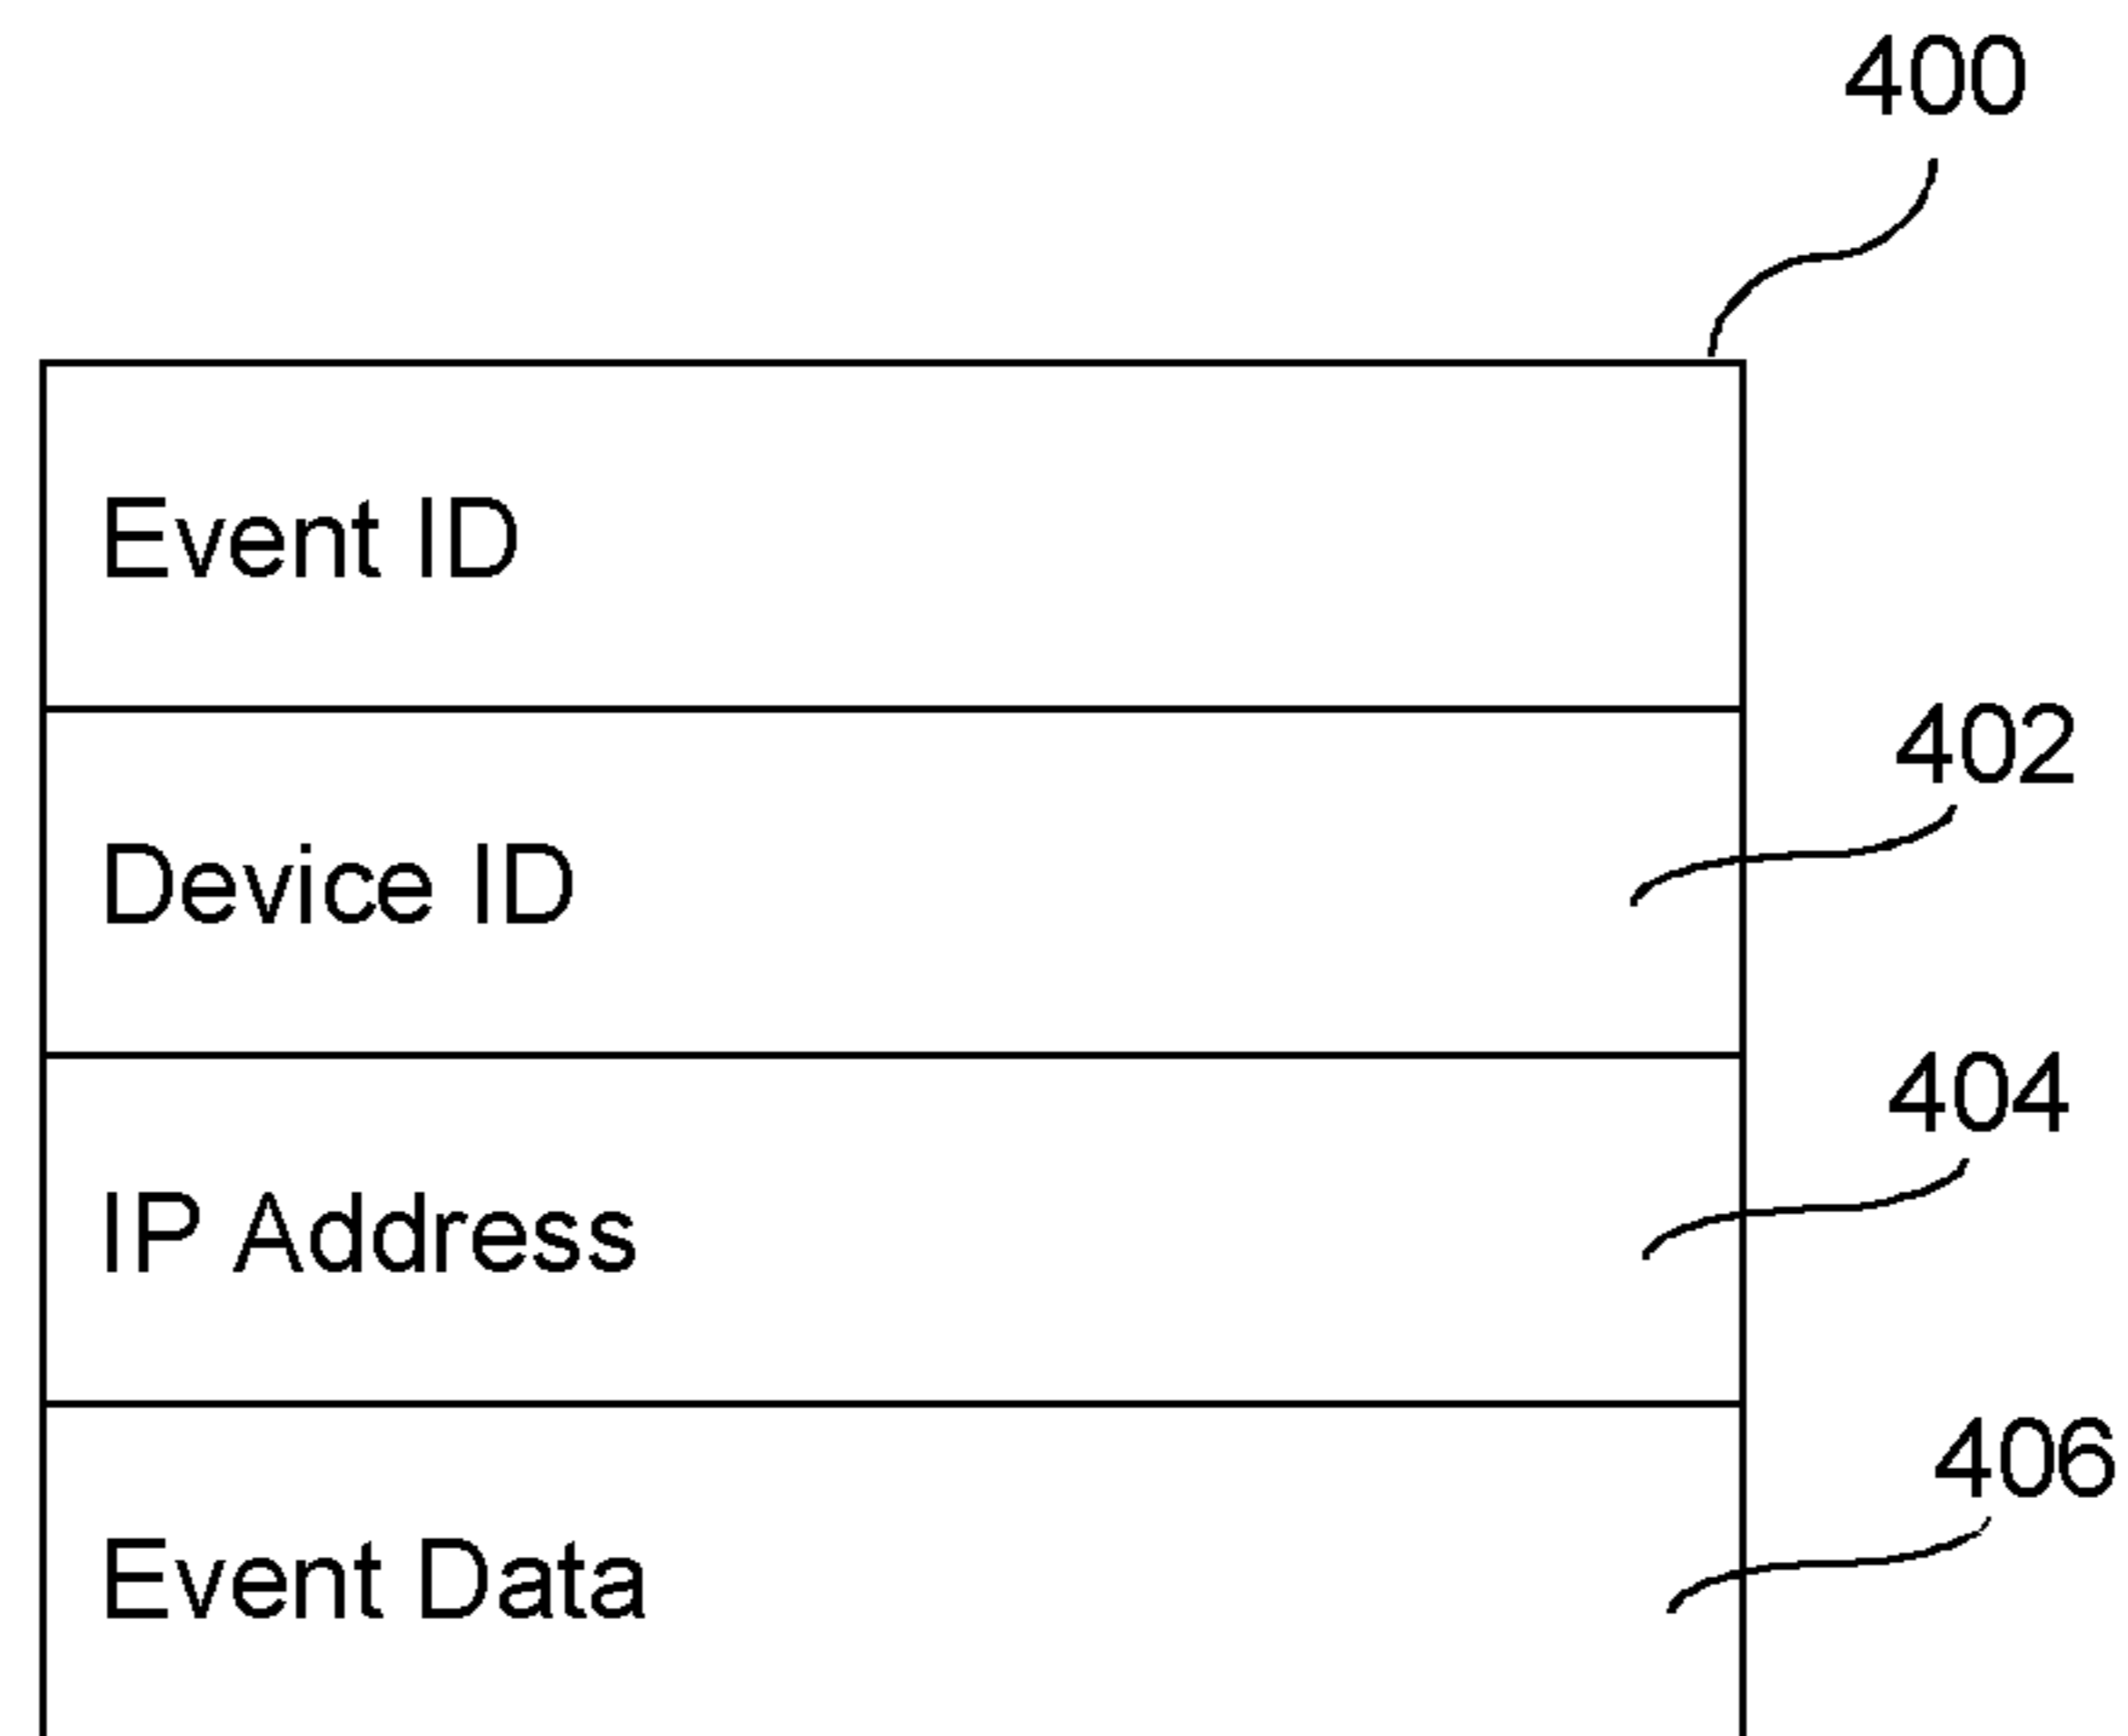 400
Event ID
402
Device ID
404
IP Address
406
Event Data